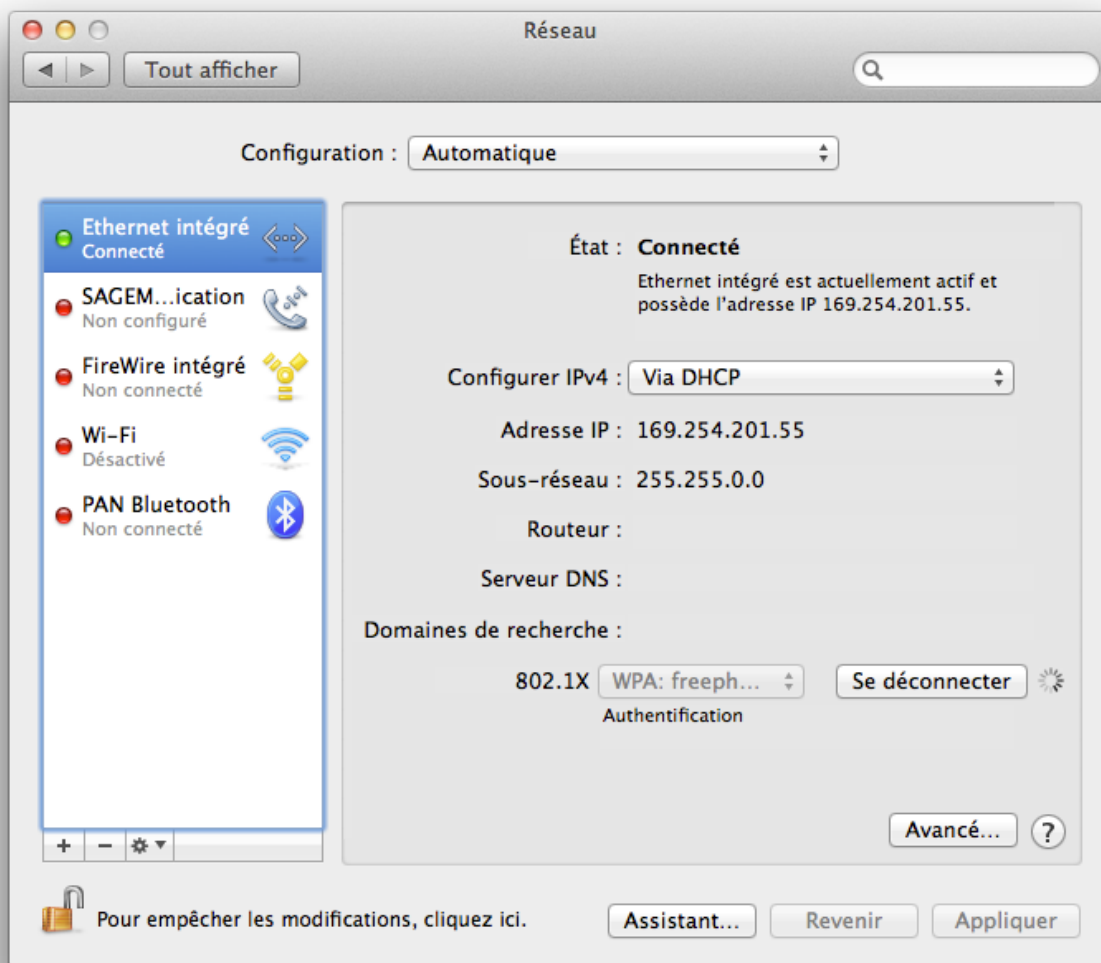 Réseau
Tout afficher
Configuration : Automatique
Ethernet intégré
Connecté
SAGEM...ication
Non configuré
FireWire intégré
Non connecté
Wi-Fi
Désactivé
PAN Bluetooth
Non connecté
État : Connecté
Ethernet intégré est actuellement actif et
possède l'adresse IP 169.254.201.55.
Configurer IPv4 : Via DHCP
Adresse IP : 169.254.201.55
Sous-réseau : 255.255.0.0
Routeur :
Serveur DNS :
Domaines de recherche :
802.1X WPA: freeph... Se déconnecter
Authentification
Avancé... ?
Pour empêcher les modifications, cliquez ici.
Assistant... Revenir Appliquer